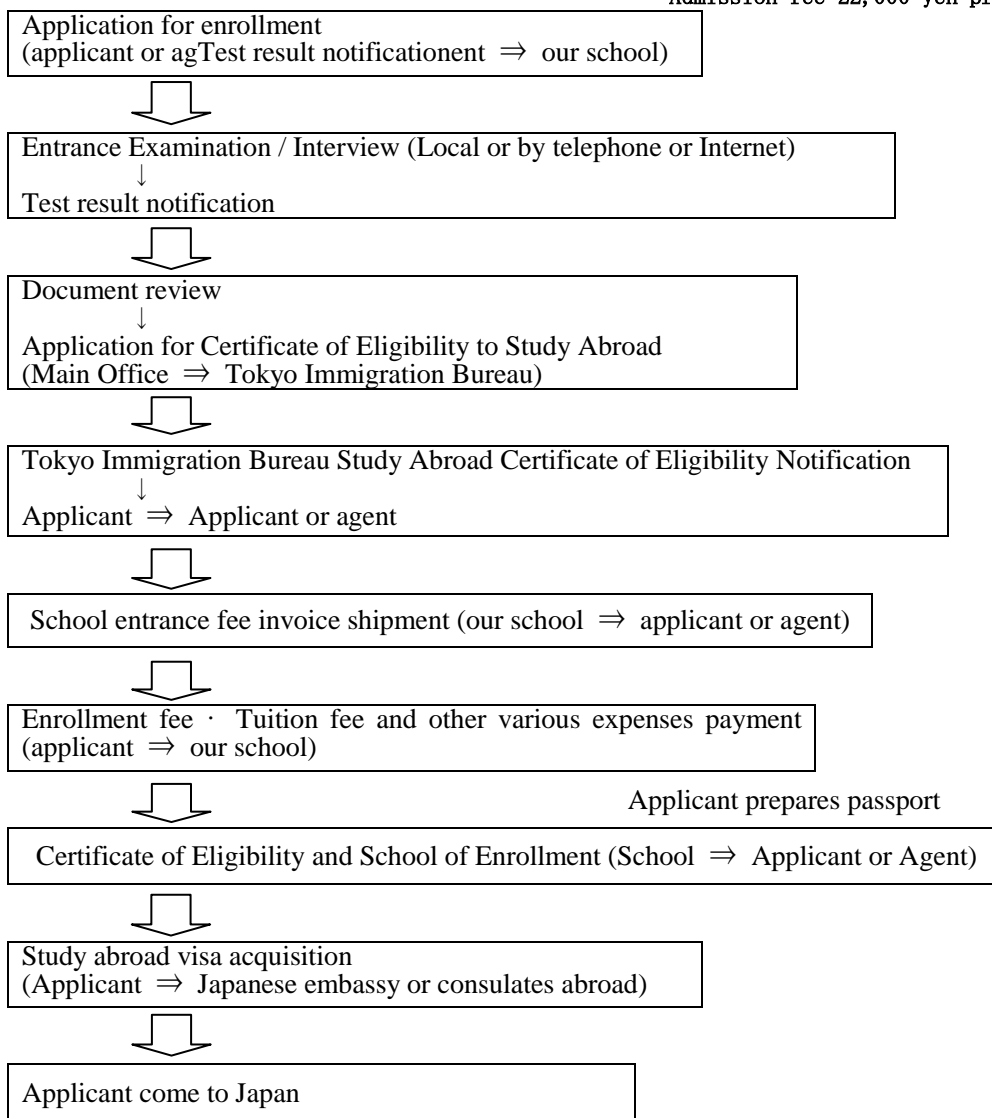 Application for enrollment
(applicant or agTest result notificationent ⇒ our school)
Entrance Examination / Interview (Local or by telephone or Internet)
↓
Test result notification
Document review
↓
Application for Certificate of Eligibility to Study Abroad
(Main Office ⇒ Tokyo Immigration Bureau)
Tokyo Immigration Bureau Study Abroad Certificate of Eligibility Notification
↓
Applicant ⇒ Applicant or agent
School entrance fee invoice shipment (our school ⇒ applicant or agent)
Enrollment fee · Tuition fee and other various expenses payment
(applicant ⇒ our school)
Applicant prepares passport
Certificate of Eligibility and School of Enrollment (School ⇒ Applicant or Agent)
Study abroad visa acquisition
(Applicant ⇒ Japanese embassy or consulates abroad)
Applicant come to Japan